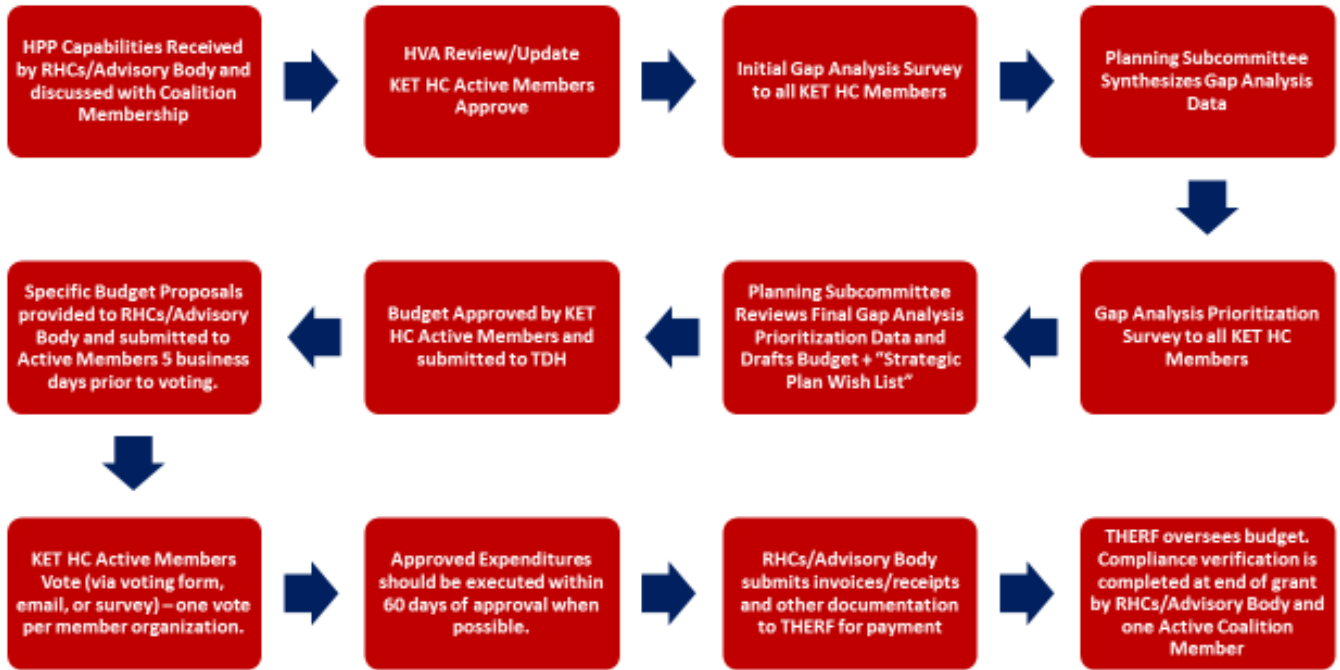 HPP Capabilities Received
by RHCs/Advisory Body and
discussed with Coalition
Membership
HVA Review/Update
KET HC Active Members
Approve
Initial Gap Analysis Survey
to all KET HC Members
Planning Subcommittee
Synthesizes Gap Analysis
Data
Gap Analysis Prioritization
Survey to all KET HC
Members
Planning Subcommittee
Reviews Final Gap Analysis
Prioritization Data and
Drafts Budget + “Strategic
Plan Wish List”
Budget Approved by KET
HC Active Members and
submitted to TDH
Specific Budget Proposals
provided to RHCs/Advisory
Body and submitted to
Active Members 5 business
days prior to voting.
KET HC Active Members
Vote (via voting form,
email, or survey) – one vote
per member organization.
Approved Expenditures
should be executed within
60 days of approval when
possible.
RHCs/Advisory Body
submits invoices/receipts
and other documentation
to THERF for payment
THERF oversees budget.
Compliance verification is
completed at end of grant
by RHCs/Advisory Body and
one Active Coalition
Member